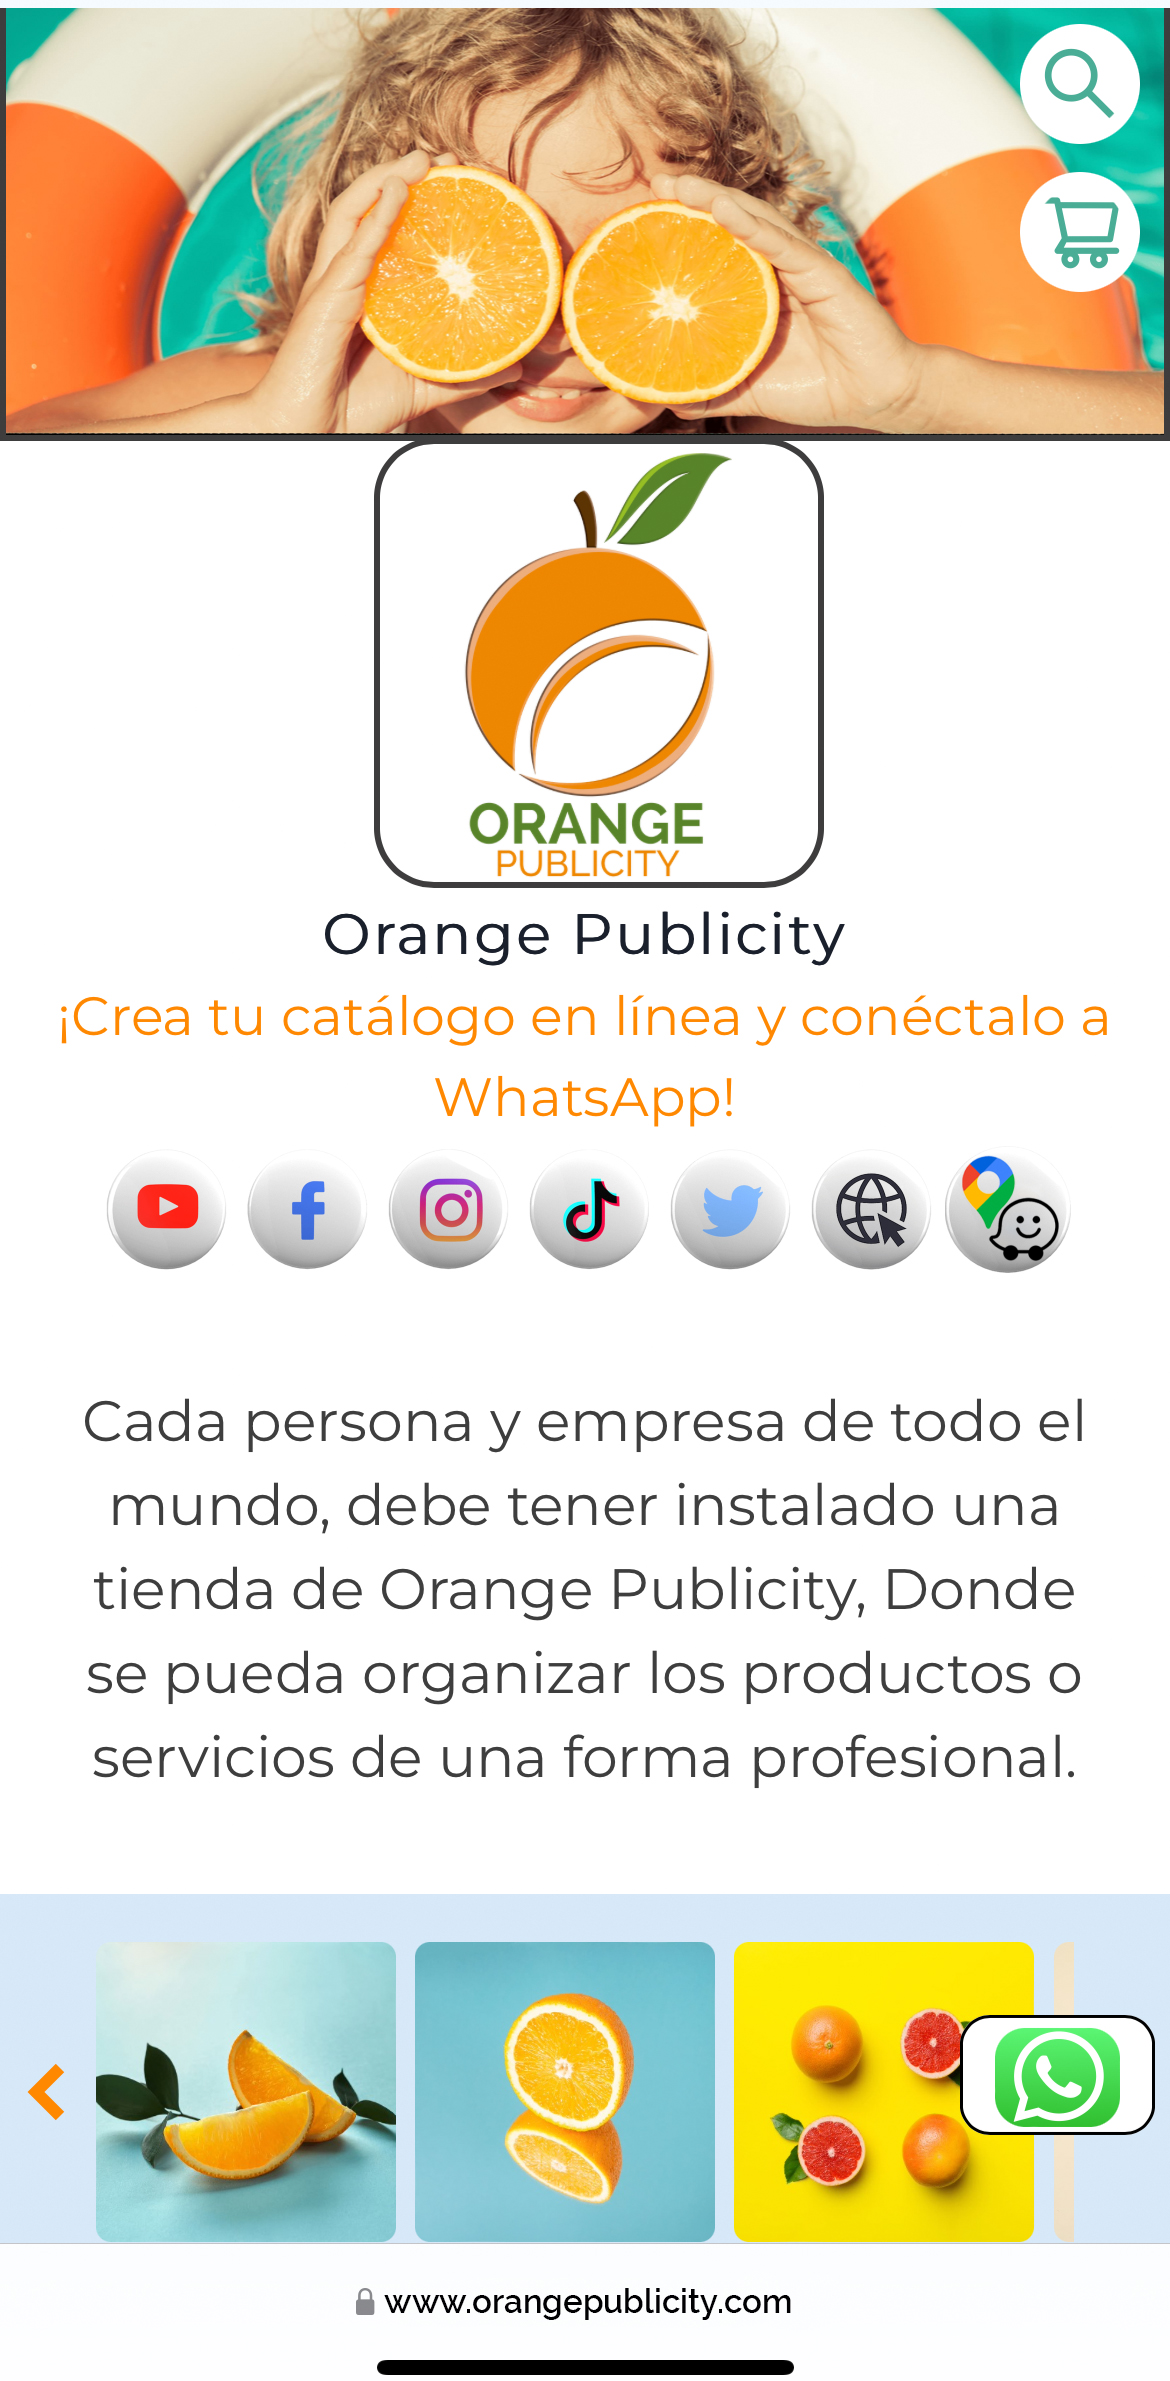 ORANGE
PUBLICITY
Orange Publicity
¡Crea tu catálogo en línea y conéctalo a
WhatsApp!
Cada persona y empresa de todo el
mundo, debe tener instalado una
tienda de Orange Publicity, Donde
se pueda organizar los productos o
servicios de una forma profesional.
www.orangepublicity.com